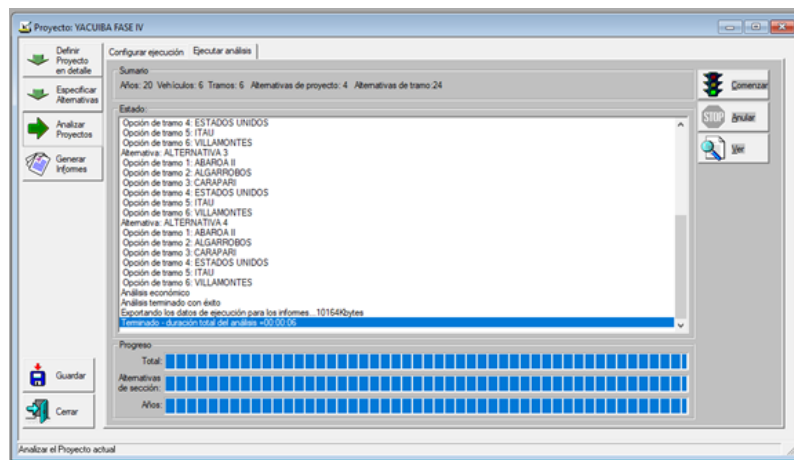 Proyecto: YACUIBA FASE IV
Definir
Proyecto
en detalle
Especificar
Alternativas
Analizar
Proyectos
Generar
Informes
Guardar
Cerrar
Configurar ejecución
Ejecutar análisis
Sumario
Años: 20 Vehículos: 6 Tramos: 6 Alternativas de proyecto: 4 Alternativas de tramo:24
Estado:
Opción de tramo 4: ESTADOS UNIDOS
Opción de tramo 5: ITAU
Opción de tramo 6: VILLAMONTES
Alternativa: ALTERNATIVA 3
Opción de tramo 1: ABAROA II
Opción de tramo 2: ALGARROBOS
Opción de tramo 3: CARAPARI
Opción de tramo 4: ESTADOS UNIDOS
Opción de tramo 5: ITAU
Opción de tramo 6: VILLAMONTES
Alternativa: ALTERNATIVA 4
Opción de tramo 1: ABAROA II
Opción de tramo 2: ALGARROBOS
Opción de tramo 3: CARAPARI
Opción de tramo 4: ESTADOS UNIDOS
Opción de tramo 5: ITAU
Opción de tramo 6: VILLAMONTES
Análisis económico
Análisis terminado con éxito
Exportando los datos de ejecución para los informes...10164Kbytes
Terminado - duración total del análisis =00:00:06
Progreso
Total:
Alternativas
de sección:
Años:
Comenzar
STOP Anular
Ver
Analizar el Proyecto actual